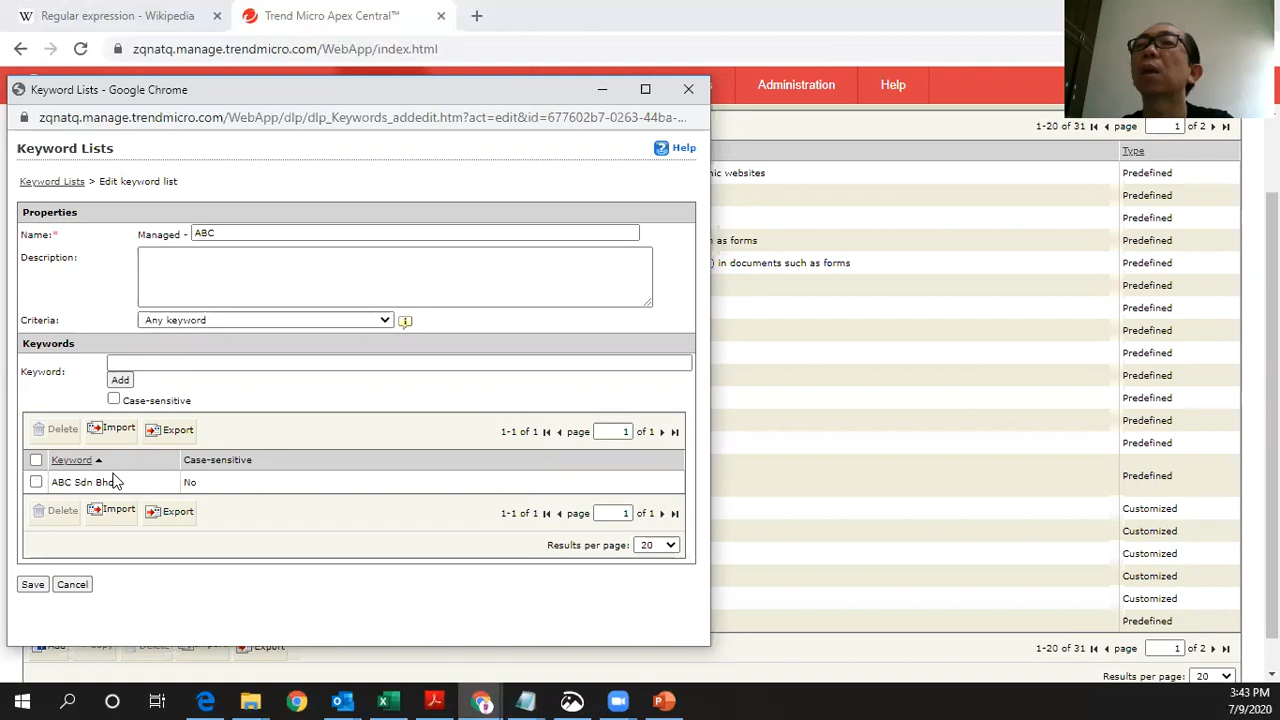 Regular expression - Wikipedia
Trend Micro Apex Central™
zqnatq.manage.trendmicro.com/WebApp/index.html
Administration
Help
Keyword Lists - Google Chrome
zqnatq.manage.trendmicro.com/WebApp/dlp/dlp_Keywords_addedit.htm?act=edit&id=677602b7-0263-44ba-...
Keyword Lists
Help
Keyword Lists > Edit keyword list
Properties
Name:* Managed - ABC
Description:
Criteria: Any keyword
Keywords
Keyword:
Add
Case-sensitive
Delete Import Export 1-1 of 1 page 1 of 1
Keyword Case-sensitive
ABC Sdn Bhd No
Delete Import Export 1-1 of 1 page 1 of 1
Results per page: 20
Save Cancel
1-20 of 31 page 1 of 2
Type
websites Predefined
Predefined
Predefined
as forms Predefined
in documents such as forms Predefined
Predefined
Predefined
Predefined
Predefined
Predefined
Predefined
Predefined
Predefined
Predefined
Customized
Customized
Customized
Customized
Customized
Predefined
Add Copy Delete Import Export 1-20 of 31 page 1 of 2
Results per page: 20
3:43 PM
7/9/2020